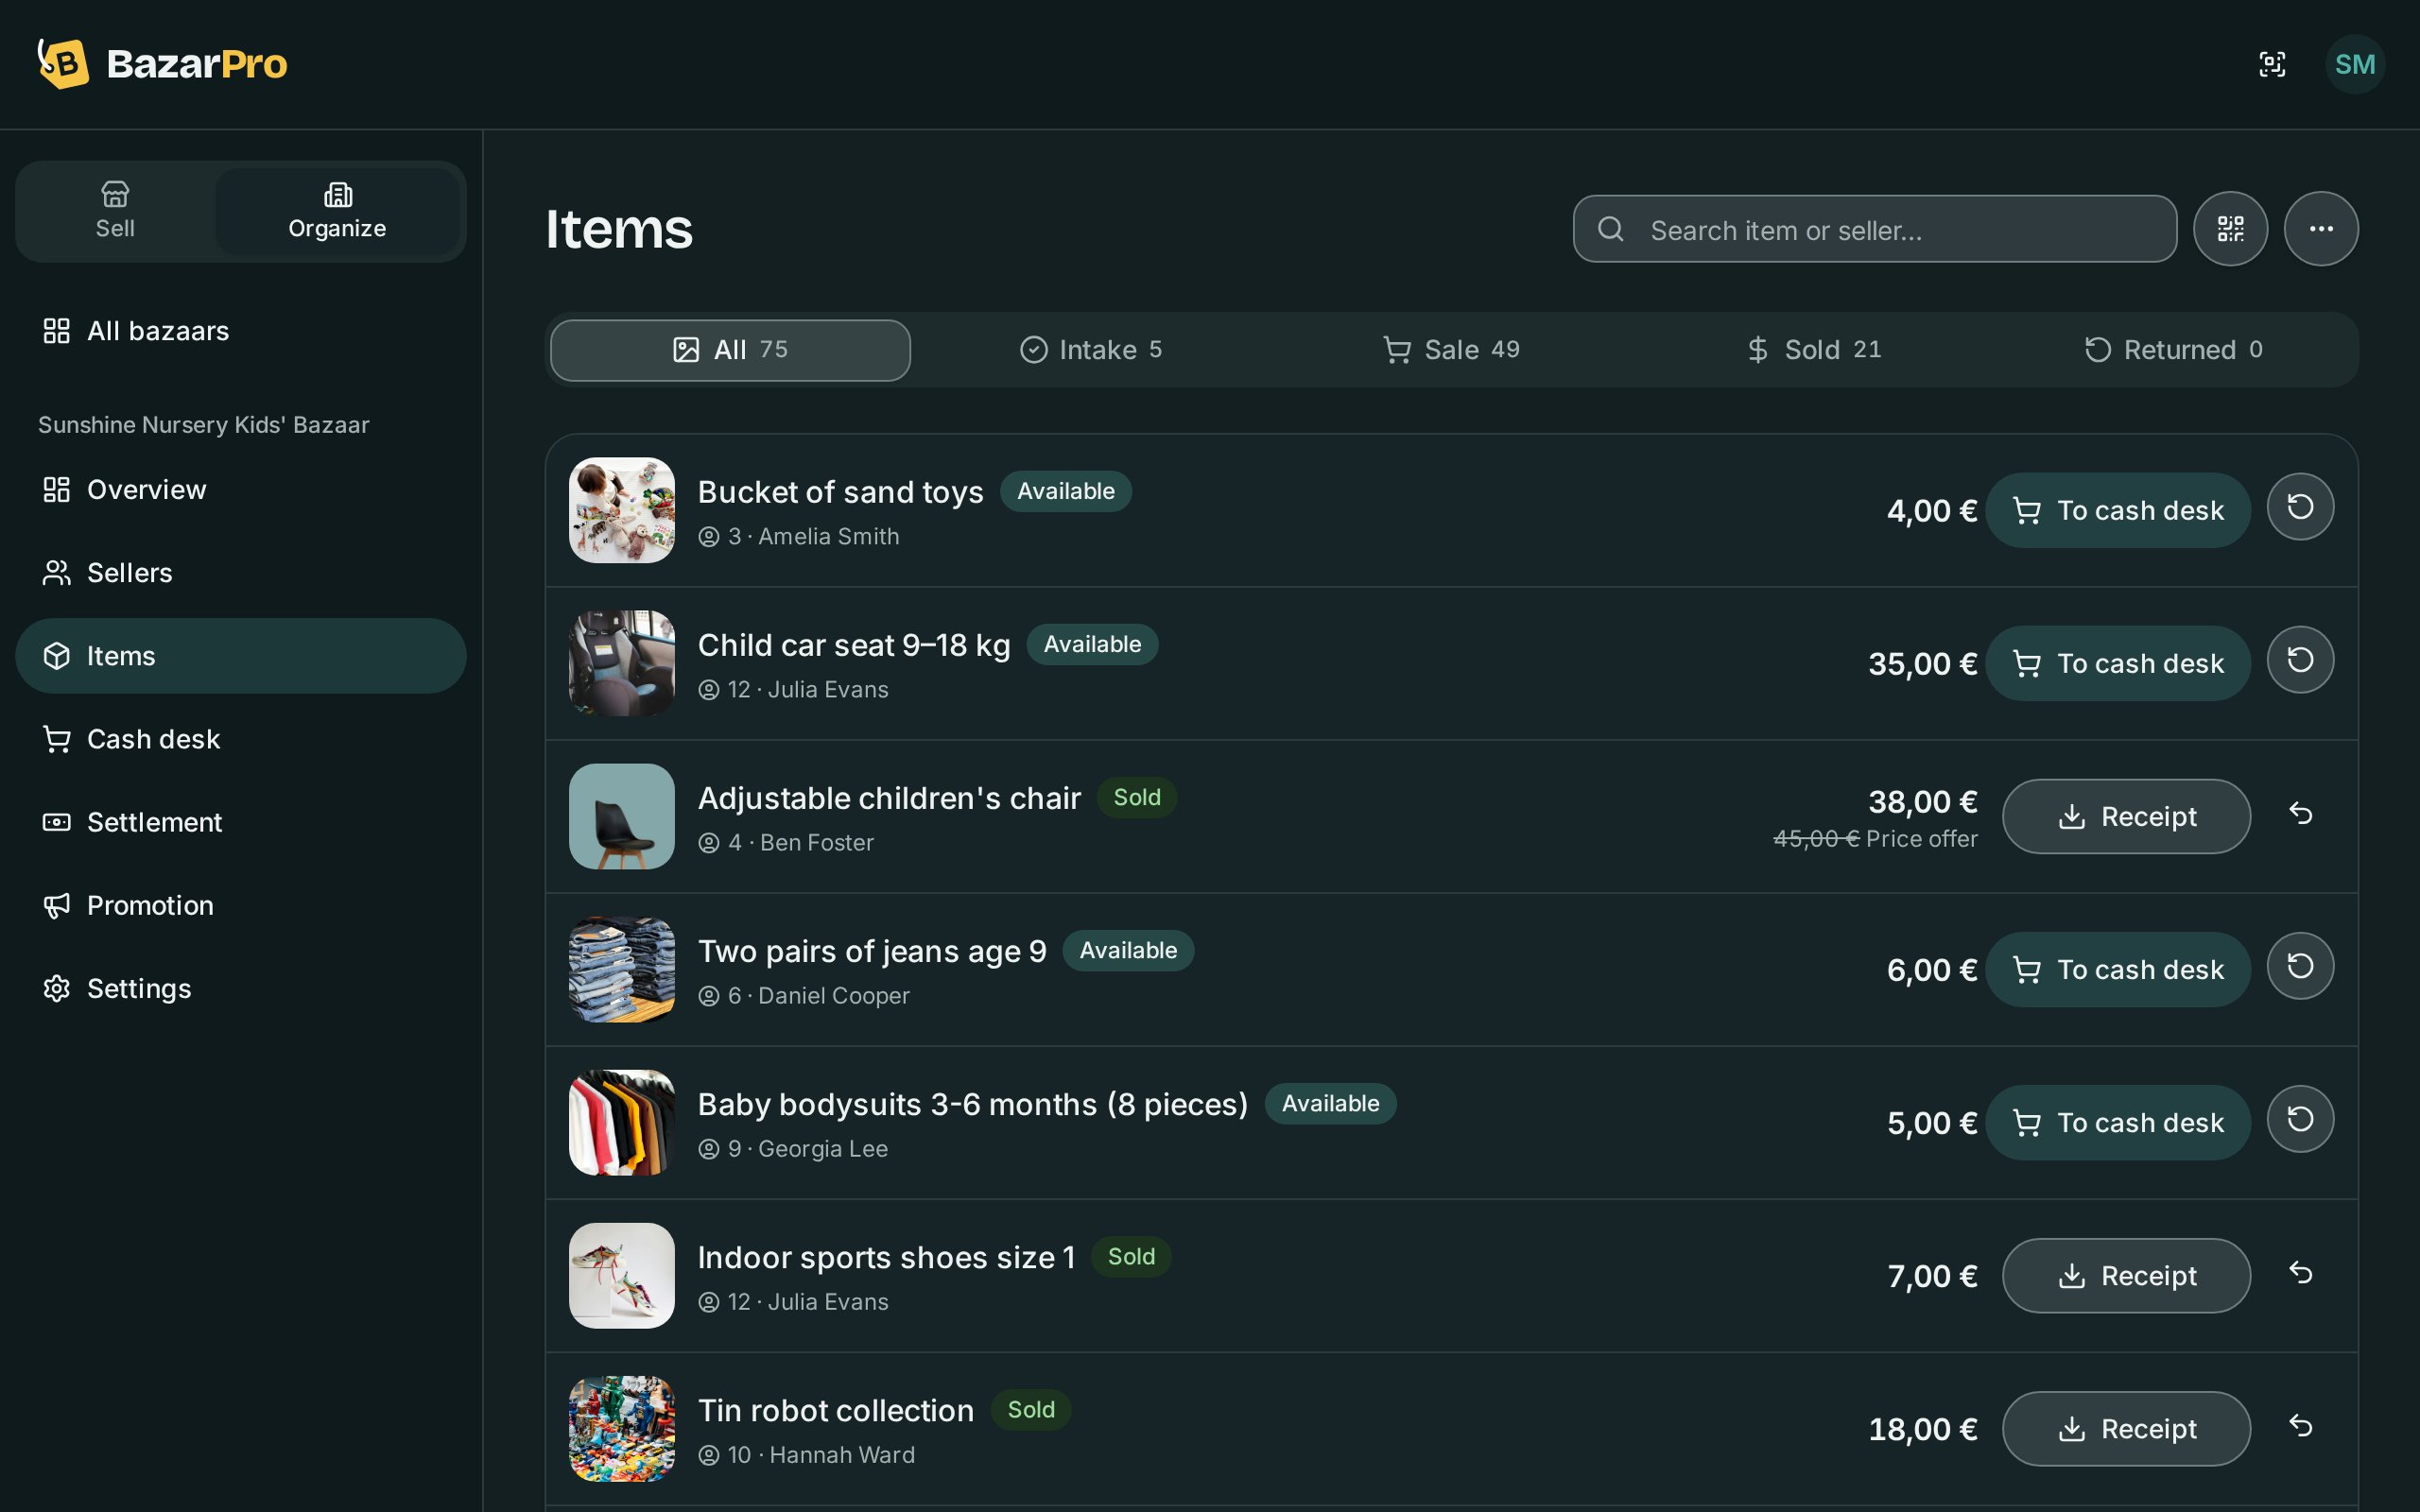 B BazarPro
SM
Sell
Organize
All bazaars
Sunshine Nursery Kids' Bazaar
Overview
Sellers
Items
Cash desk
Settlement
Promotion
Settings
Items
Search item or seller...
All 75
Intake 5
Sale 49
Sold 21
Returned 0
Bucket of sand toys Available
3 · Amelia Smith
4,00 € To cash desk
Child car seat 9–18 kg Available
12 · Julia Evans
35,00 € To cash desk
Adjustable children's chair Sold
4 · Ben Foster
38,00 €
45,00 € Price offer
Receipt
Two pairs of jeans age 9 Available
6 · Daniel Cooper
6,00 € To cash desk
Baby bodysuits 3-6 months (8 pieces) Available
9 · Georgia Lee
5,00 € To cash desk
Indoor sports shoes size 1 Sold
12 · Julia Evans
7,00 € Receipt
Tin robot collection Sold
10 · Hannah Ward
18,00 € Receipt